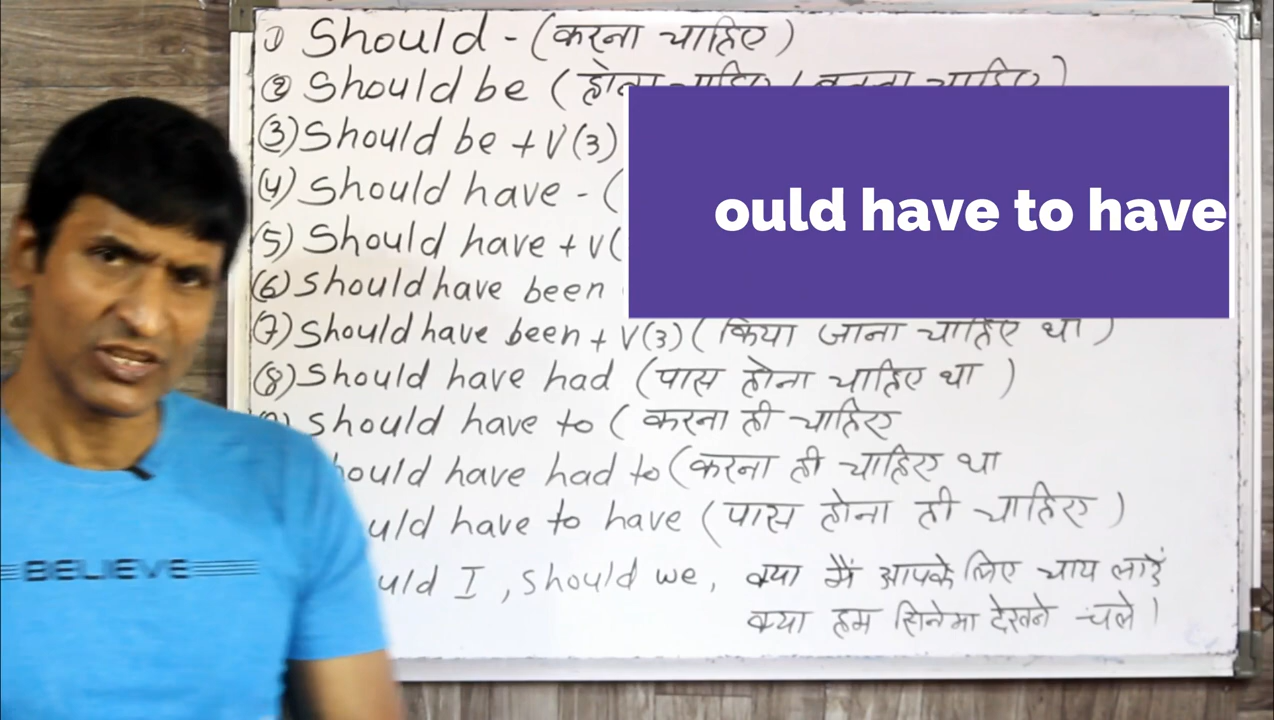 1) Should - (करना चाहिए)
② Should be (होना चाहिए / बनना चाहिए)
③) Should be + V(3)
(4) Should have - (
(5) Should have + V(
(6) Should have been
(7) Should have been + V(3) ( किया जाना चाहिए था )
(8) Should have had (पास होना चाहिए था )
should have to ( करना ही चाहिए
hould have had to (करना ही चाहिए था
uld have to have (पास होना ही चाहिए )
uld I , should we, क्या मैं आपके लिए चाय लाऊँ
क्या हम सिनेमा देखने चले।
ould have to have
BELIEVE